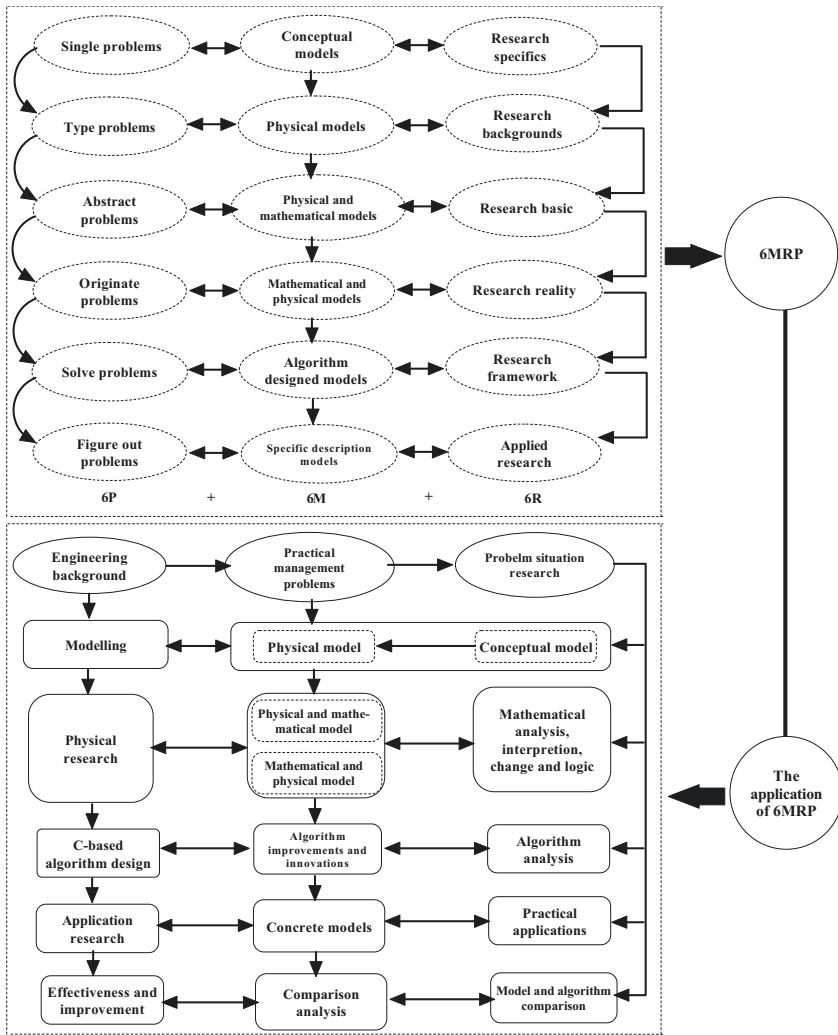 Single problems
Conceptual
models
Research
specifics
Type problems
Physical models
Research
backgrounds
Abstract
problems
Physical and
mathematical models
Research basic
6MRP
Originate
problems
Mathematical and
physical models
Research reality
Solve problems
Algorithm
designed models
Research
framework
Figure out
problems
Specific description
models
Applied
research
6P + 6M + 6R
Engineering
background
Practical
management
problems
Probelm situation
research
Modelling
Physical model
Conceptual model
Physical
research
Physical and mathe-
matical model
Mathematical and
physical model
Mathematical
analysis,
interpretion,
change and logic
The
application
of 6MRP
C-based
algorithm design
Algorithm
improvements and
innovations
Algorithm
analysis
Application
research
Concrete models
Practical
applications
Effectiveness and
improvement
Comparison
analysis
Model and algorithm
comparison